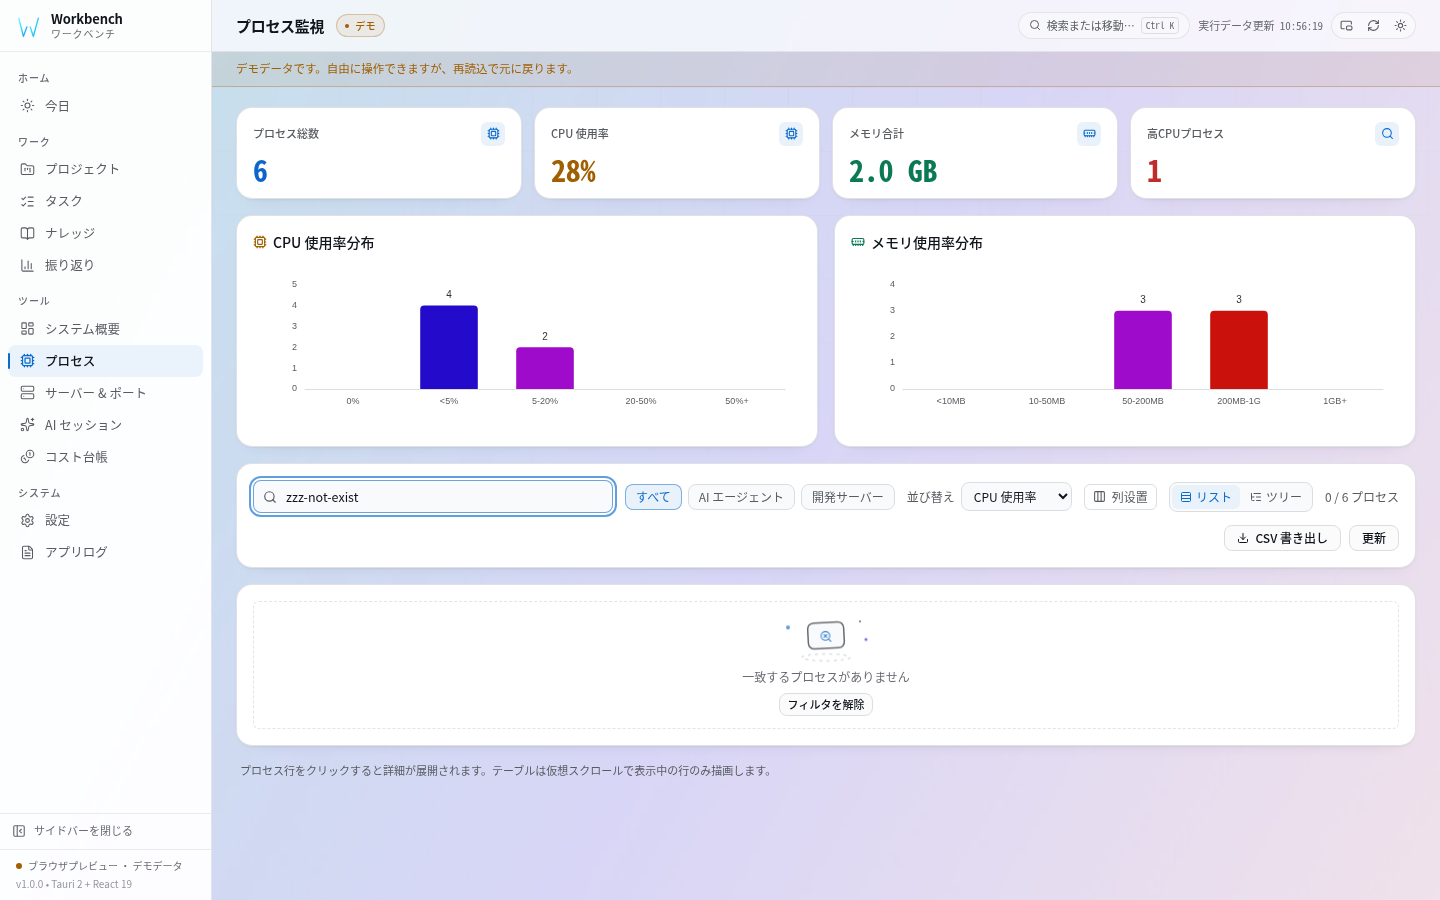 Workbench
ワークベンチ
ホーム
今日
ワーク
プロジェクト
タスク
ナレッジ
振り返り
ツール
システム概要
プロセス
サーバー & ポート
AI セッション
コスト台帳
システム
設定
アプリログ
サイドバーを閉じる
ブラウザプレビュー ・ デモデータ
v1.0.0 • Tauri 2 + React 19
プロセス監視
デモ
検索または移動… Ctrl K
実行データ更新 10:56:19
デモデータです。自由に操作できますが、再読込で元に戻ります。
プロセス総数
6
CPU 使用率
28%
メモリ合計
2.0 GB
高CPUプロセス
1
CPU 使用率分布
5
4
3
2
1
0
4
2
0%
<5%
5-20%
20-50%
50%+
メモリ使用率分布
4
3
2
1
0
3
3
<10MB
10-50MB
50-200MB
200MB-1G
1GB+
zzz-not-exist
すべて
AI エージェント
開発サーバー
並び替え
CPU 使用率
列设置
リスト
ツリー
0 / 6 プロセス
CSV 書き出し
更新
一致するプロセスがありません
フィルタを解除
プロセス行をクリックすると詳細が展開されます。テーブルは仮想スクロールで表示中の行のみ描画します。